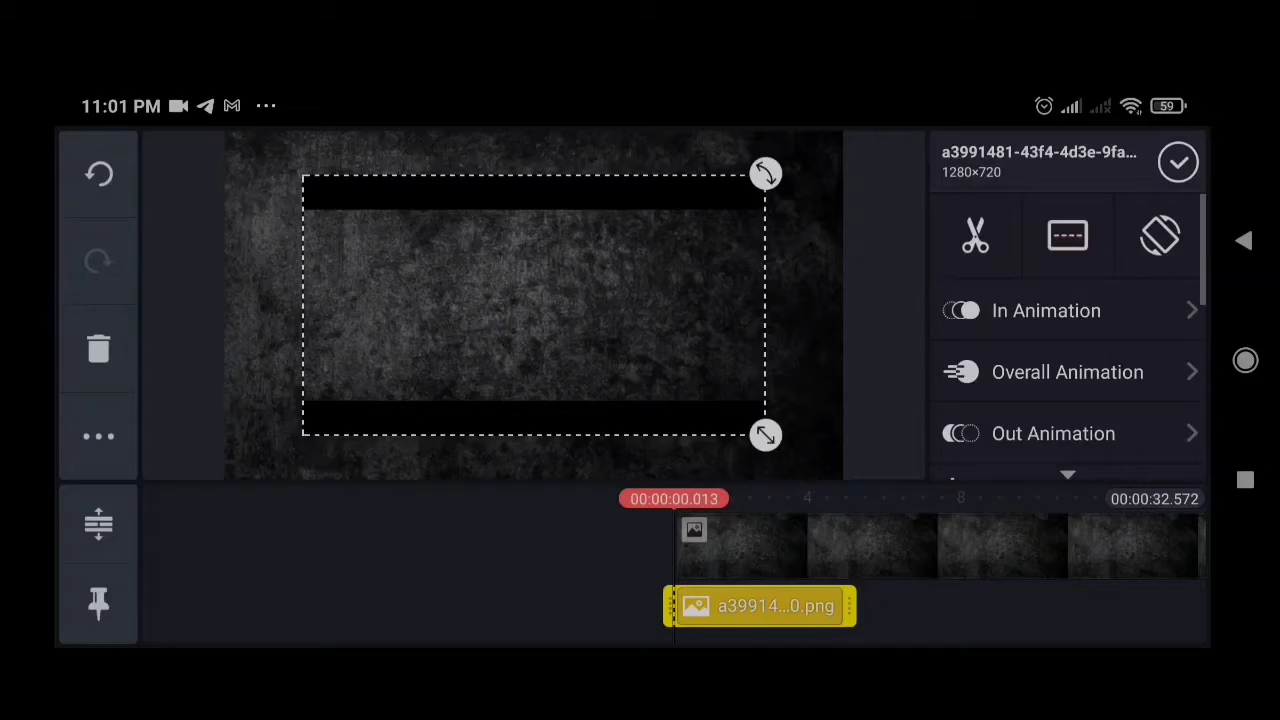 11:01 PM
59
a3991481-43f4-4d3e-9fa...
1280×720
In Animation
Overall Animation
Out Animation
00:00:00.013
4
8
00:00:32.572
a39914...0.png